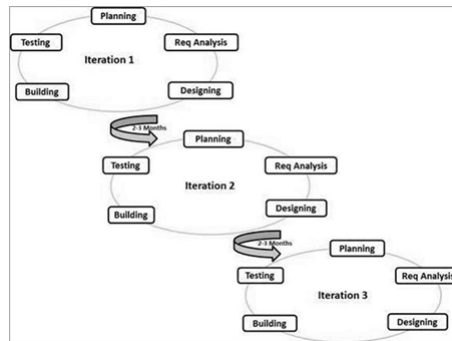 Planning
Testing
Req Analysis
Iteration 1
Building
Designing
2-3 Months
Planning
Testing
Req Analysis
Iteration 2
Building
Designing
2-3 Months
Planning
Testing
Req Analysis
Iteration 3
Building
Designing